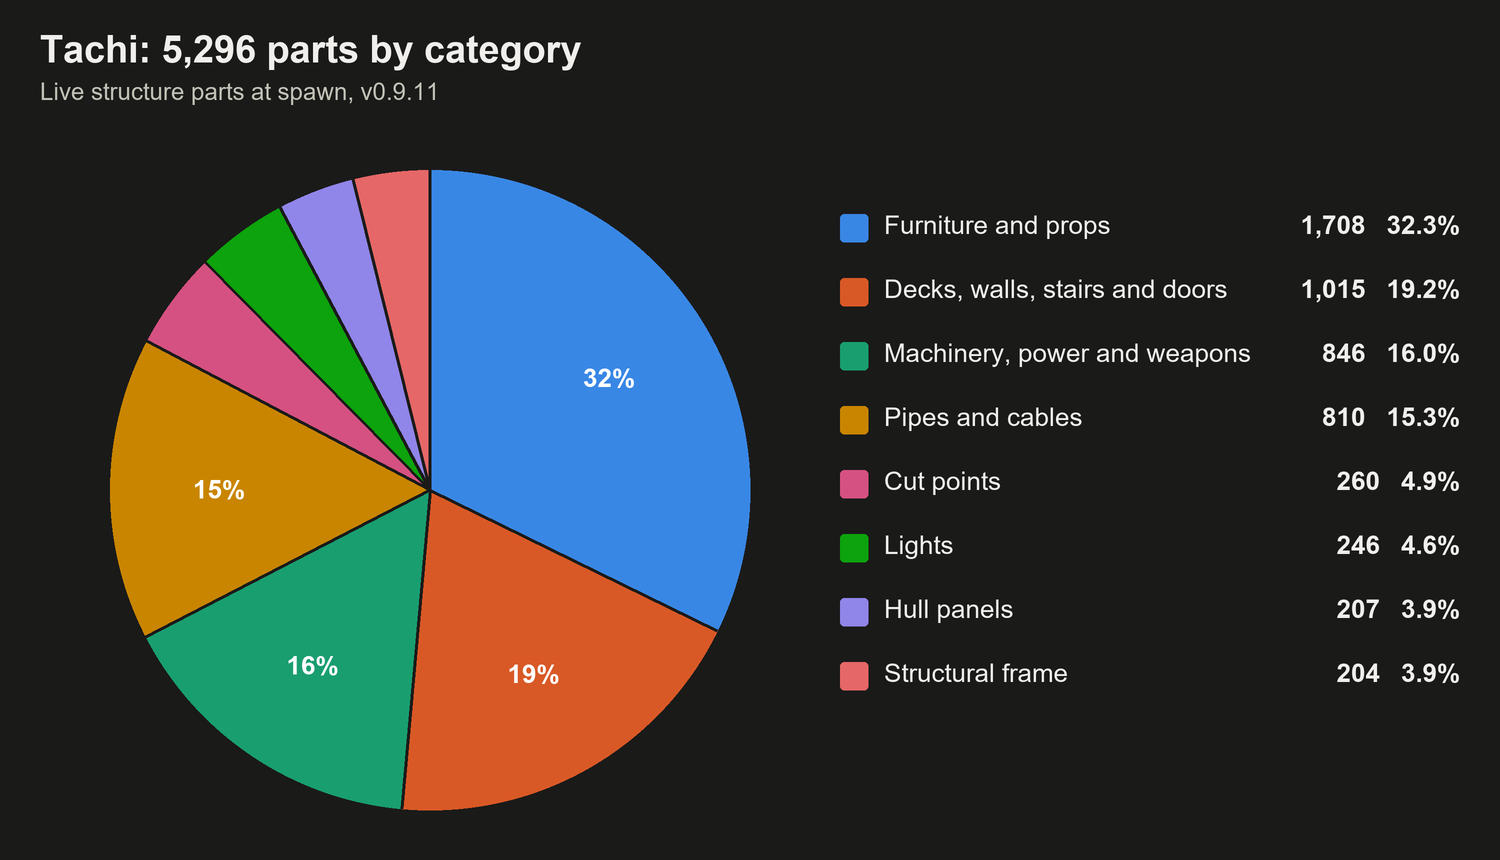 Tachi: 5,296 parts by category
Live structure parts at spawn, v0.9.11
32%
15%
16%
19%
Furniture and props 1,708 32.3%
Decks, walls, stairs and doors 1,015 19.2%
Machinery, power and weapons 846 16.0%
Pipes and cables 810 15.3%
Cut points 260 4.9%
Lights 246 4.6%
Hull panels 207 3.9%
Structural frame 204 3.9%